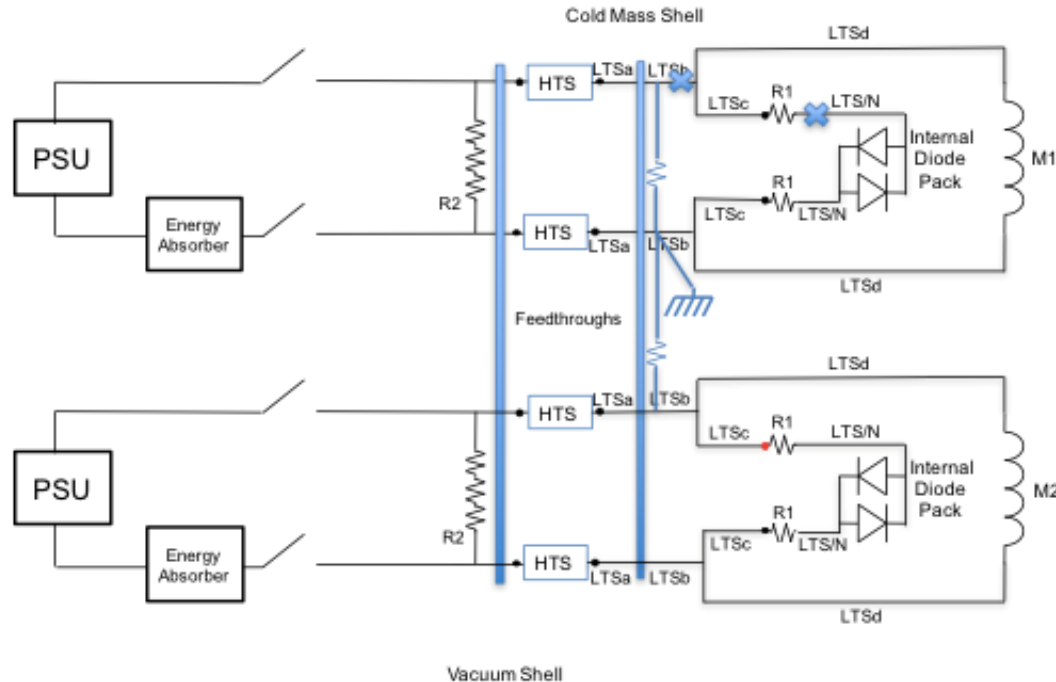 Cold Mass Shell
LTSd
LTSa
LTSb
HTS
R1
LTSc
LTS/N
PSU
Internal
Diode
Pack
M1
Energy
Absorber
R2
R1
LTSc
LTS/N
HTS
LTSa
LTSb
LTSd
Feedthroughs
LTSd
LTSa
LTSb
HTS
R1
LTSc
LTS/N
PSU
Internal
Diode
Pack
M2
R1
R2
LTSc
LTS/N
Energy
Absorber
HTS
LTSa
LTSb
LTSd
Vacuum Shell